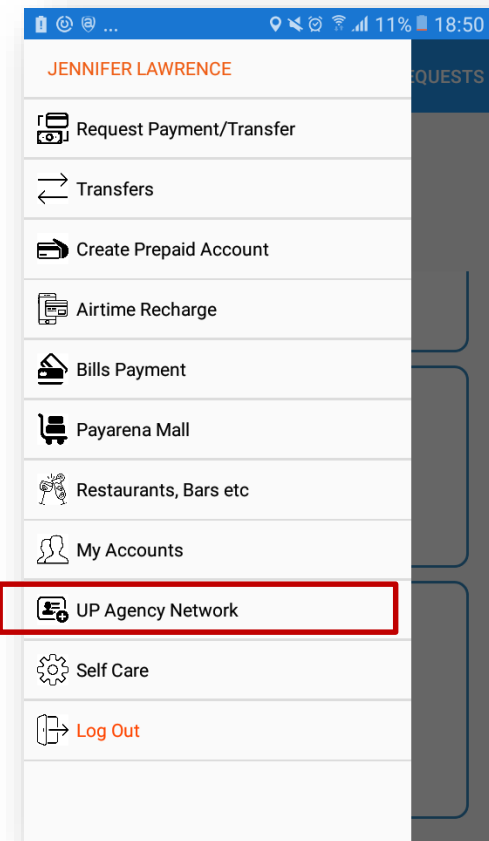 @ ... 11% 18:50
JENNIFER LAWRENCE
QUESTS
Request Payment/Transfer
Transfers
Create Prepaid Account
Airtime Recharge
Bills Payment
Payarena Mall
Restaurants, Bars etc
My Accounts
UP Agency Network
Self Care
Log Out